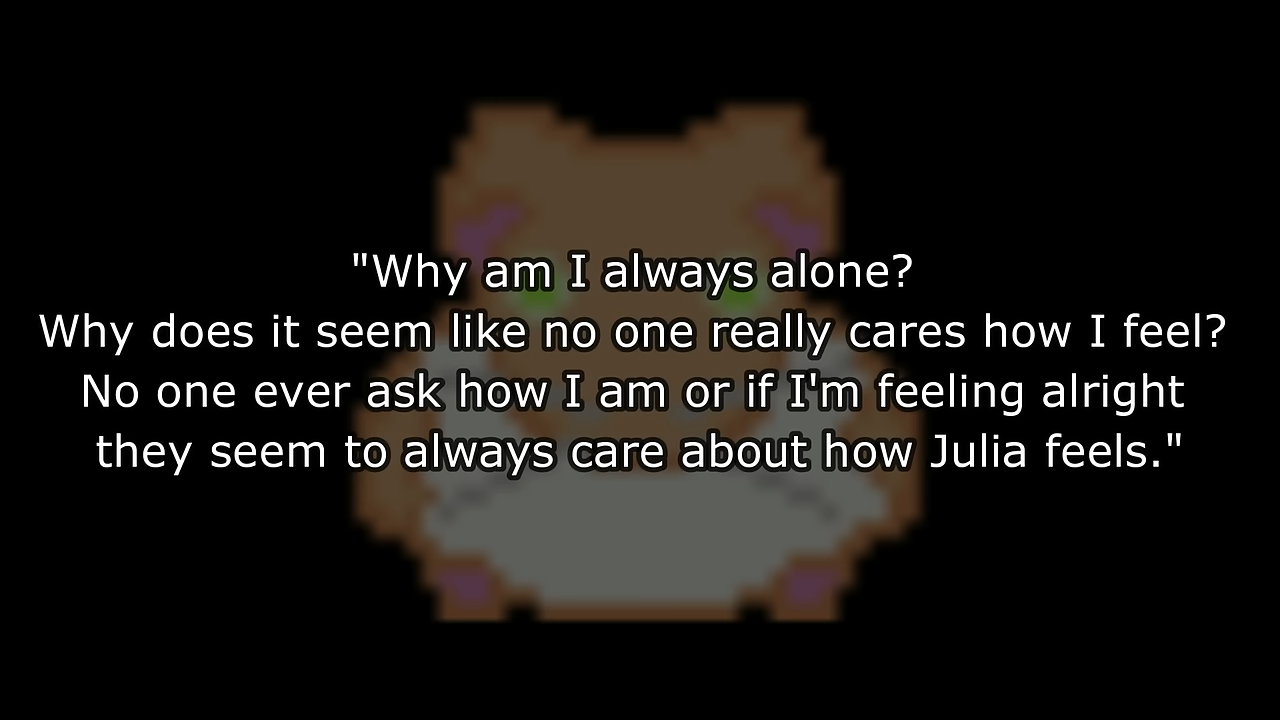 "Why am I always alone?
Why does it seem like no one really cares how I feel?
No one ever ask how I am or if I'm feeling alright
they seem to always care about how Julia feels."